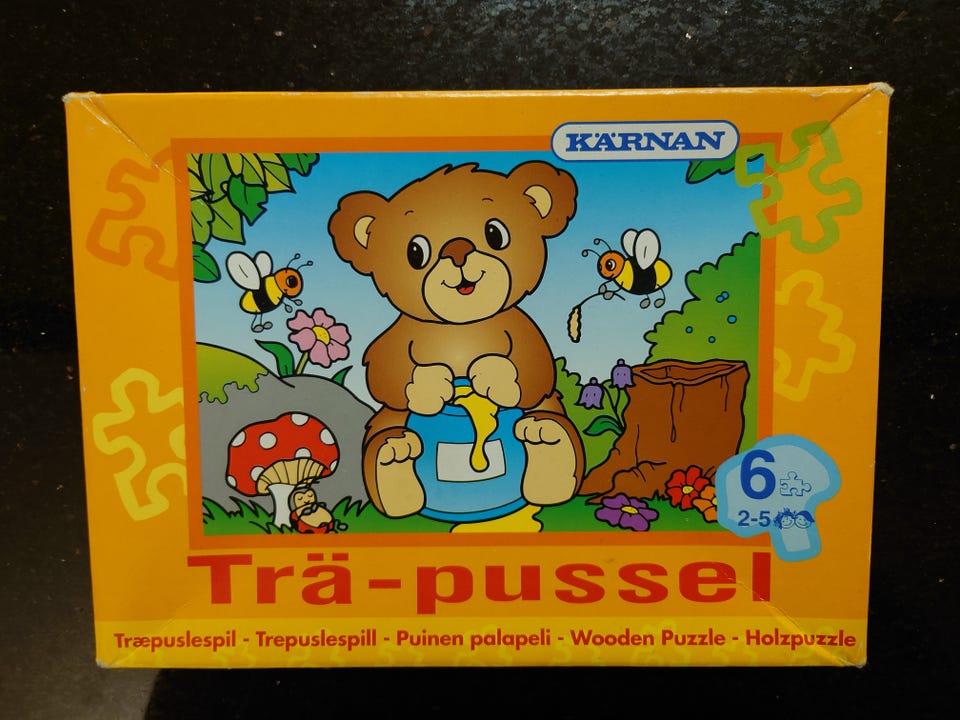 KÄRNAN
6
2-5
Trä-pussel
Træpuslespil - Trepuslespill - Puinen palapeli - Wooden Puzzle - Holzpuzzle